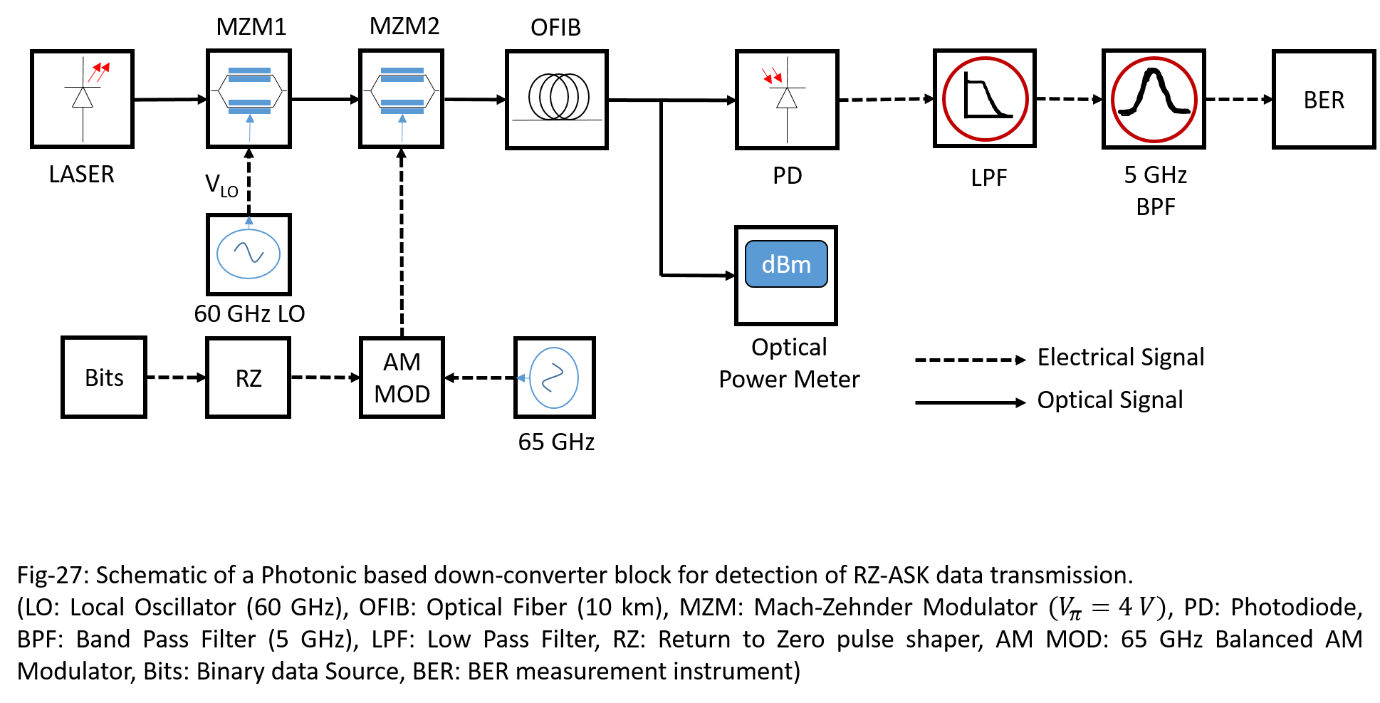 MZM1
MZM2
OFIB
LASER
V_LO
PD
LPF
5 GHz
BPF
BER
60 GHz LO
dBm
Optical
Power Meter
Bits
RZ
AM
MOD
65 GHz
Electrical Signal
Optical Signal
Fig-27: Schematic of a Photonic based down-converter block for detection of RZ-ASK data transmission.
(LO: Local Oscillator (60 GHz), OFIB: Optical Fiber (10 km), MZM: Mach-Zehnder Modulator (V_π = 4 V), PD: Photodiode,
BPF: Band Pass Filter (5 GHz), LPF: Low Pass Filter, RZ: Return to Zero pulse shaper, AM MOD: 65 GHz Balanced AM
Modulator, Bits: Binary data Source, BER: BER measurement instrument)